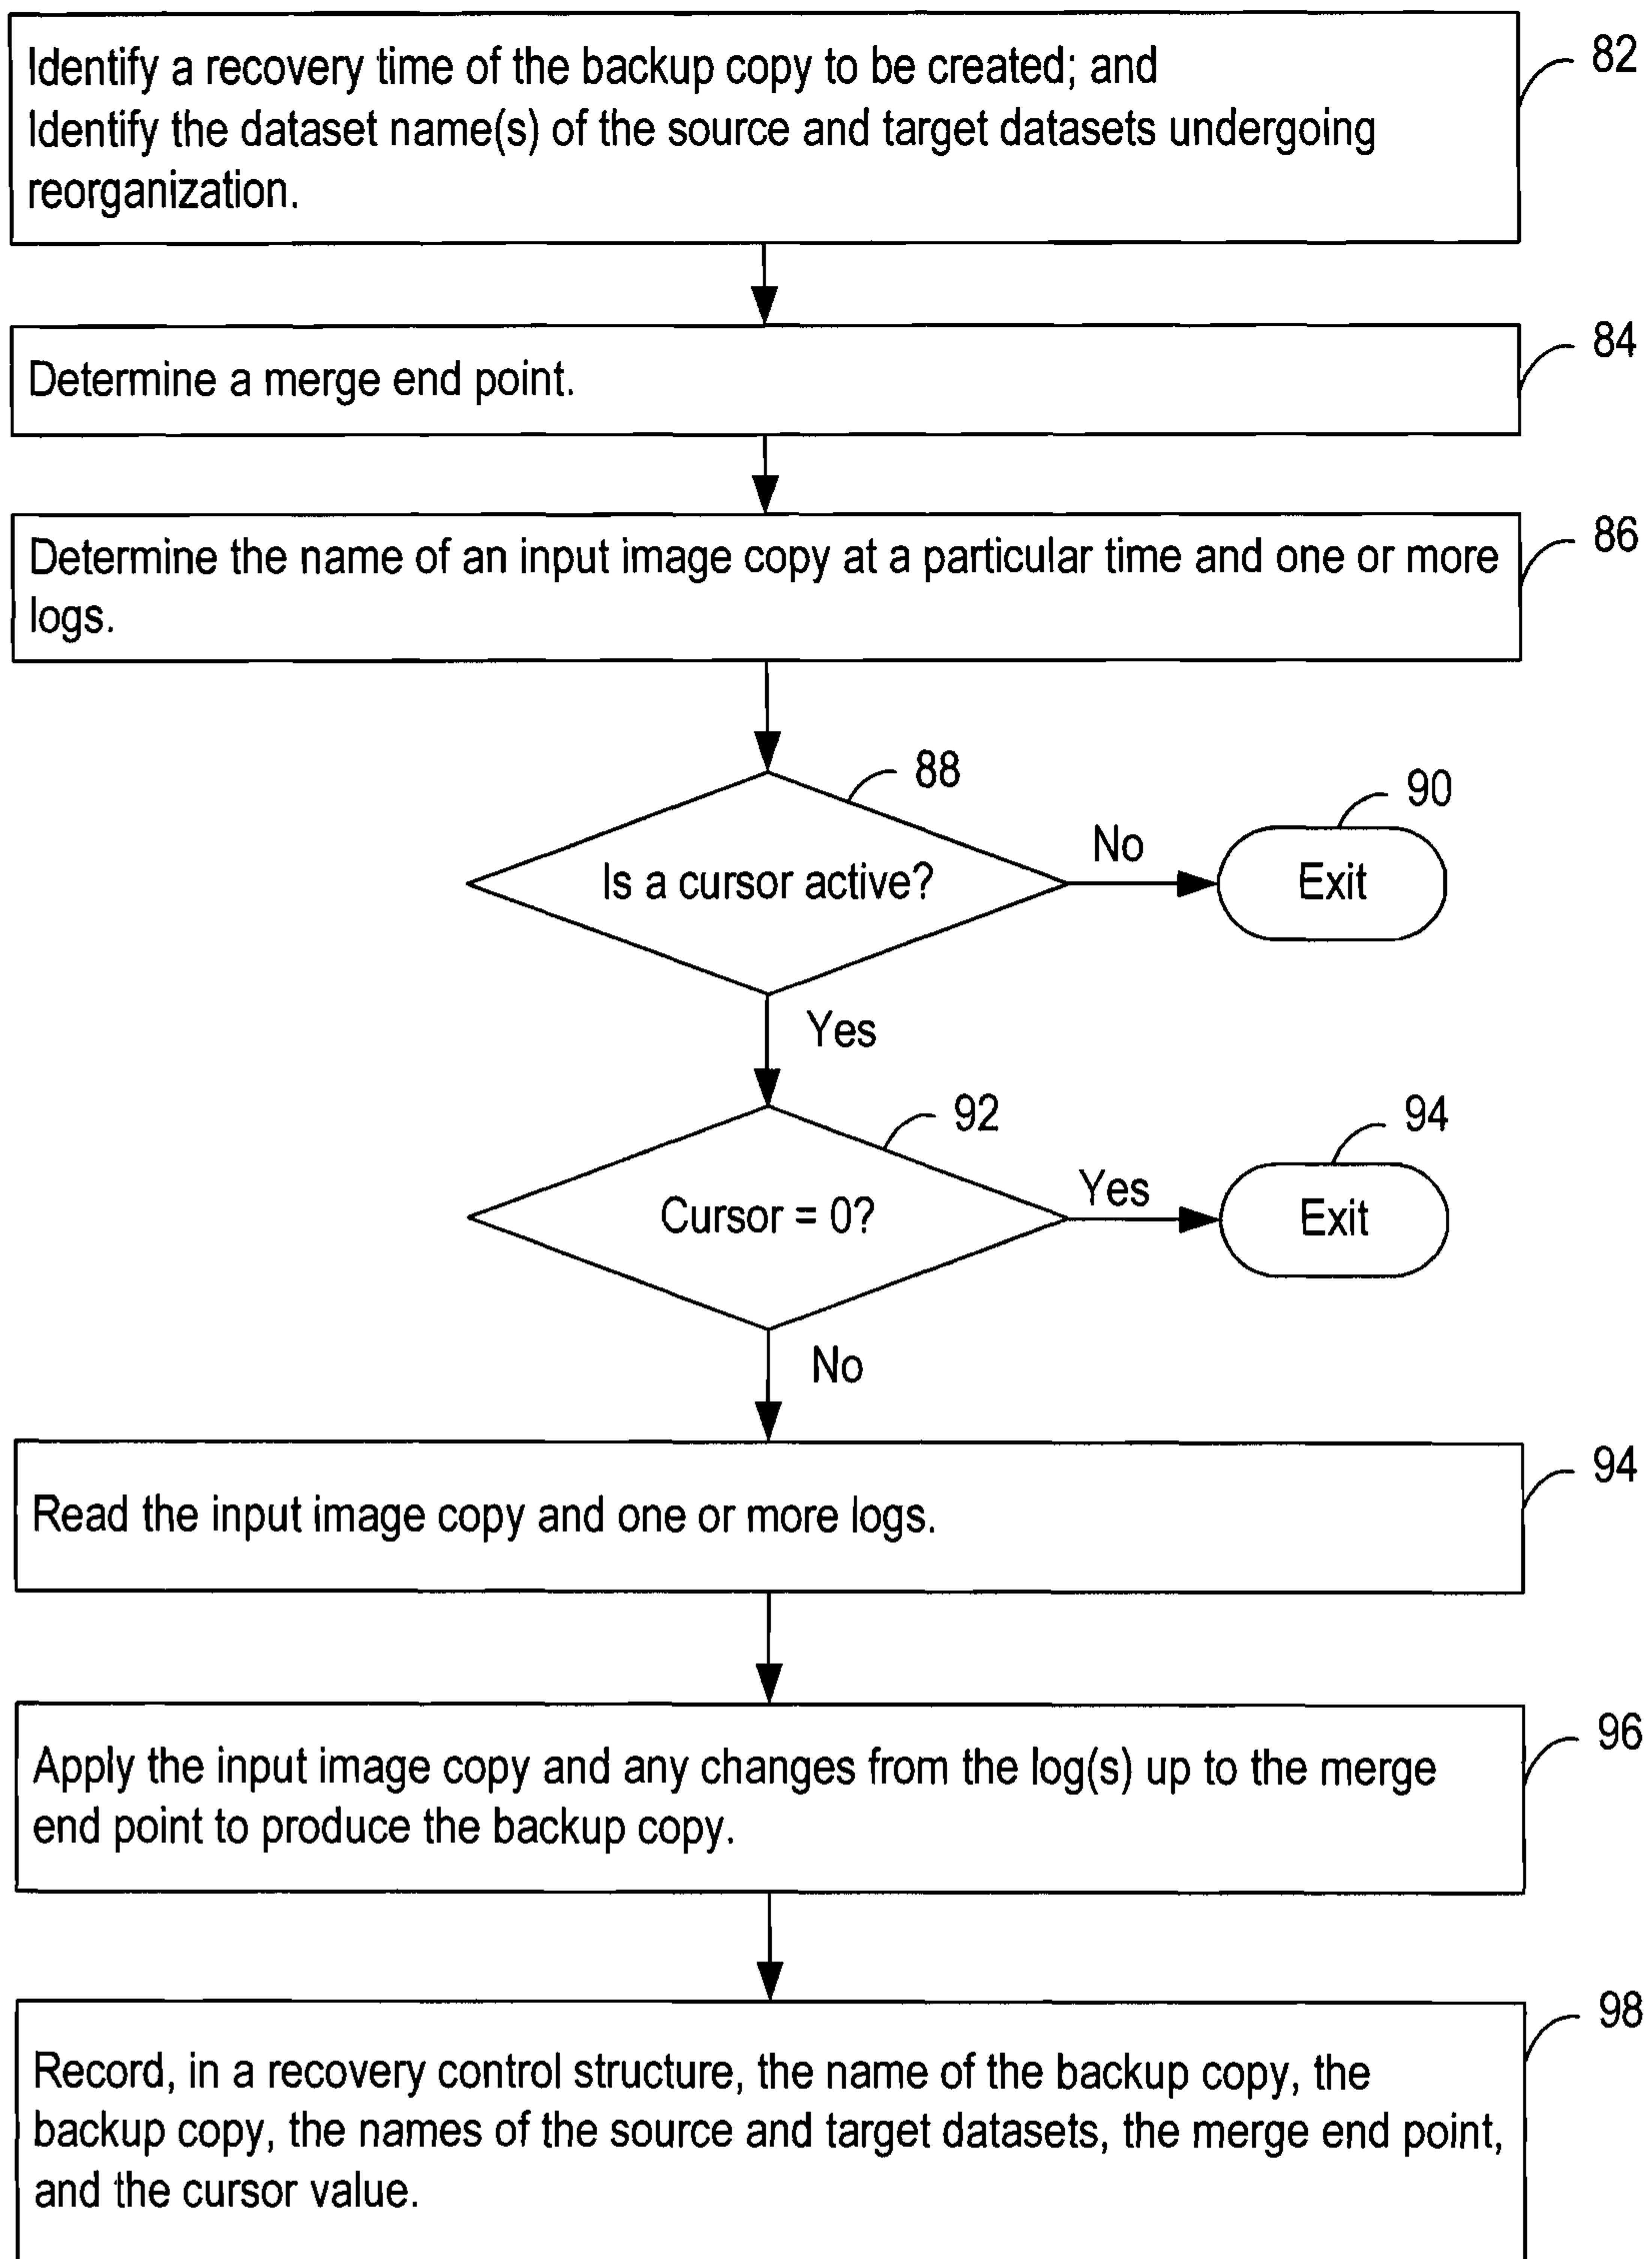 Identify a recovery time of the backup copy to be created; and
Identify the dataset name(s) of the source and target datasets undergoing
reorganization.
82
Determine a merge end point.
84
Determine the name of an input image copy at a particular time and one or more
logs.
86
Is a cursor active?
88
No
Exit
90
Yes
Cursor = 0?
92
Yes
Exit
94
No
Read the input image copy and one or more logs.
94
Apply the input image copy and any changes from the log(s) up to the merge
end point to produce the backup copy.
96
Record, in a recovery control structure, the name of the backup copy, the
backup copy, the names of the source and target datasets, the merge end point,
and the cursor value.
98